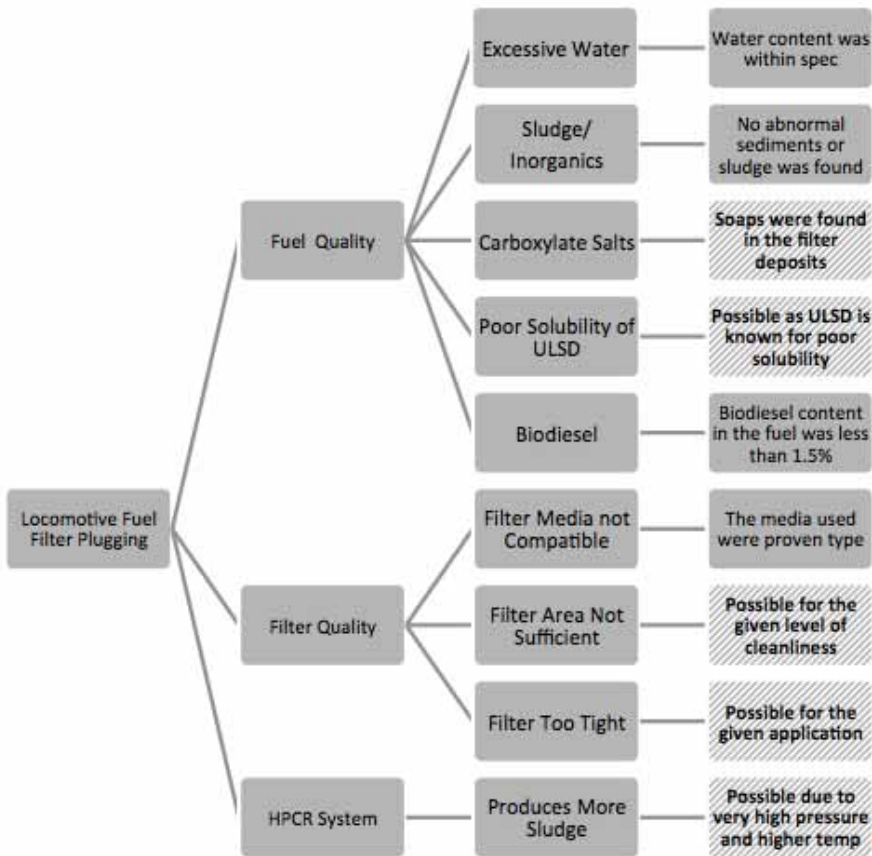 Excessive Water
Water content was
within spec
Sludge/
Inorganics
No abnormal
sediments or
sludge was found
Fuel Quality
Carboxylate Salts
Soaps were found
in the filter
deposits
Poor Solubility of
ULSD
Possible as ULSD is
known for poor
solubility
Biodiesel
Biodiesel content
in the fuel was less
than 1.5%
Locomotive Fuel
Filter Plugging
Filter Media not
Compatible
The media used
were proven type
Filter Quality
Filter Area Not
Sufficient
Possible for the
given level of
cleanliness
Filter Too Tight
Possible for the
given application
HPCR System
Produces More
Sludge
Possible due to
very high pressure
and higher temp